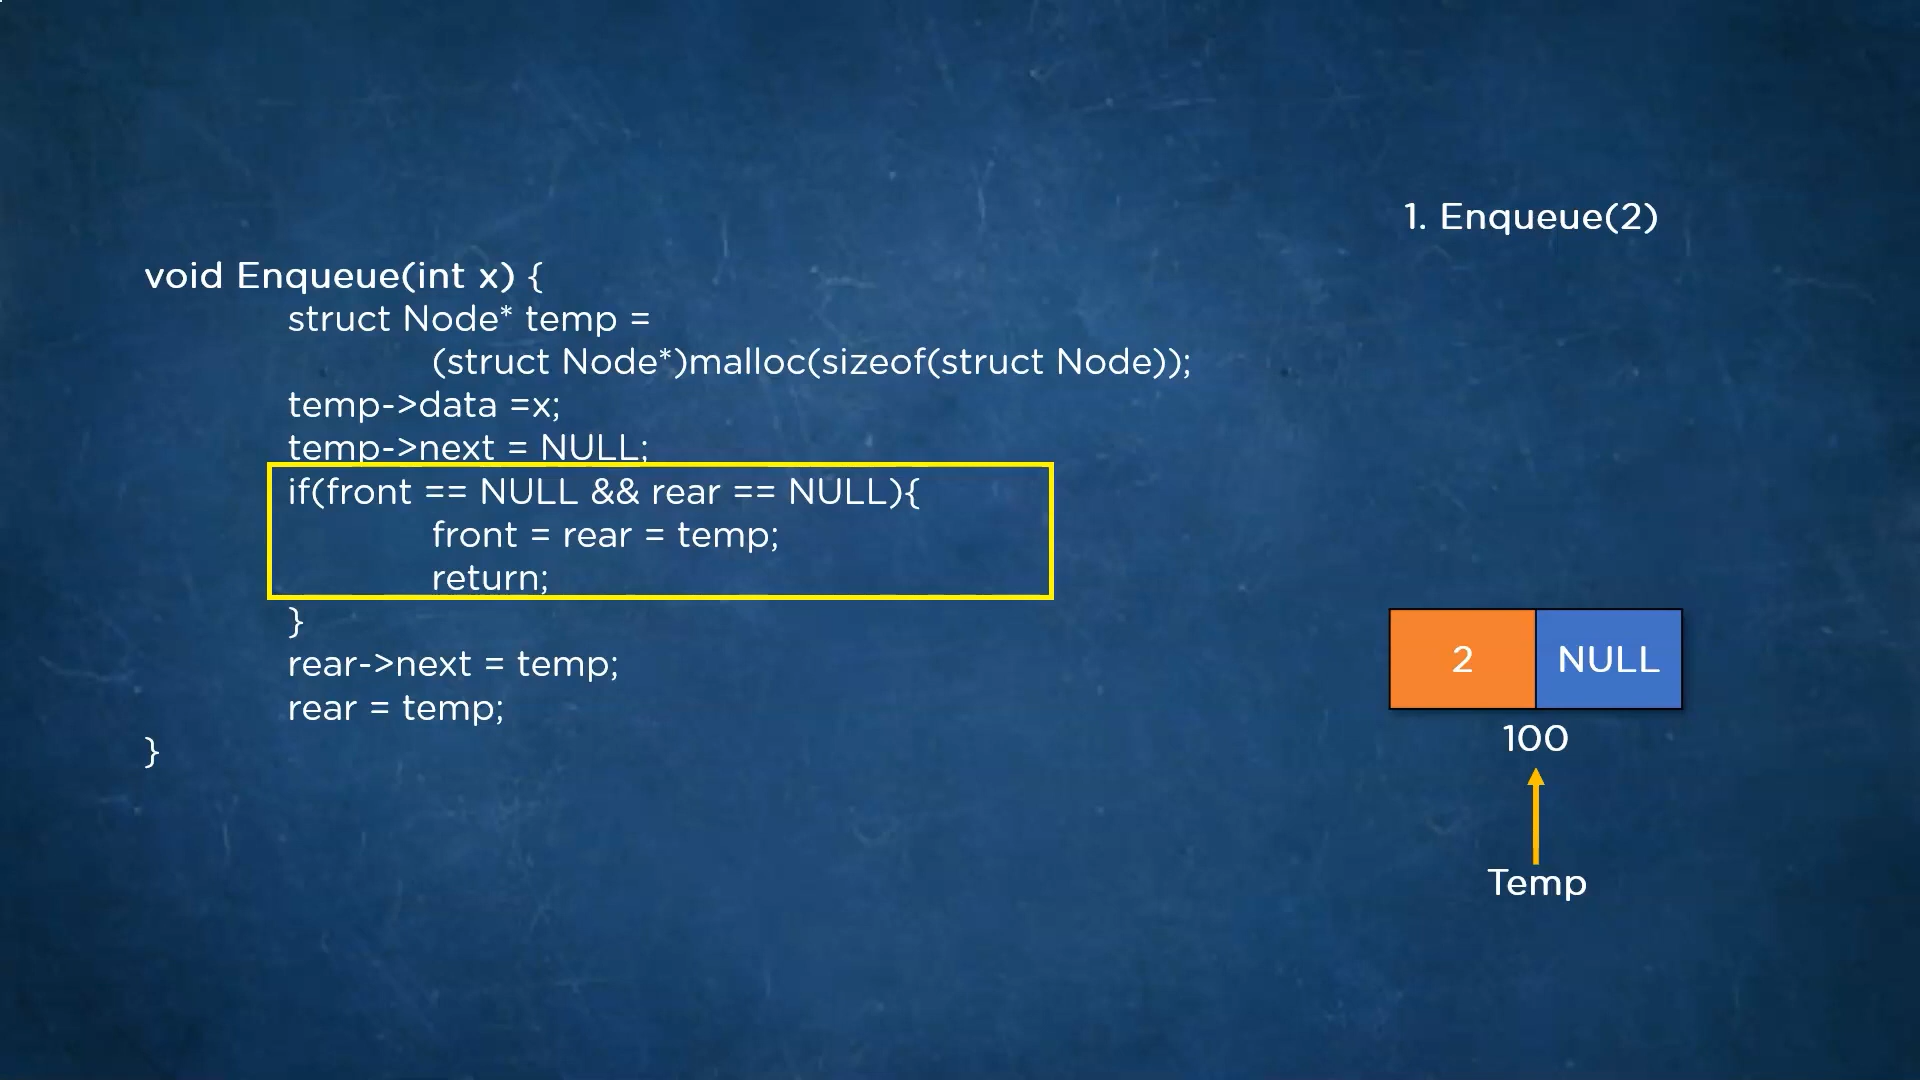 1. Enqueue(2)
void Enqueue(int x) {
struct Node* temp =
(struct Node*)malloc(sizeof(struct Node));
temp->data =x;
temp->next = NULL;
if(front == NULL && rear == NULL){
front = rear = temp;
return;
}
rear->next = temp;
rear = temp;
}
2 NULL
100
Temp